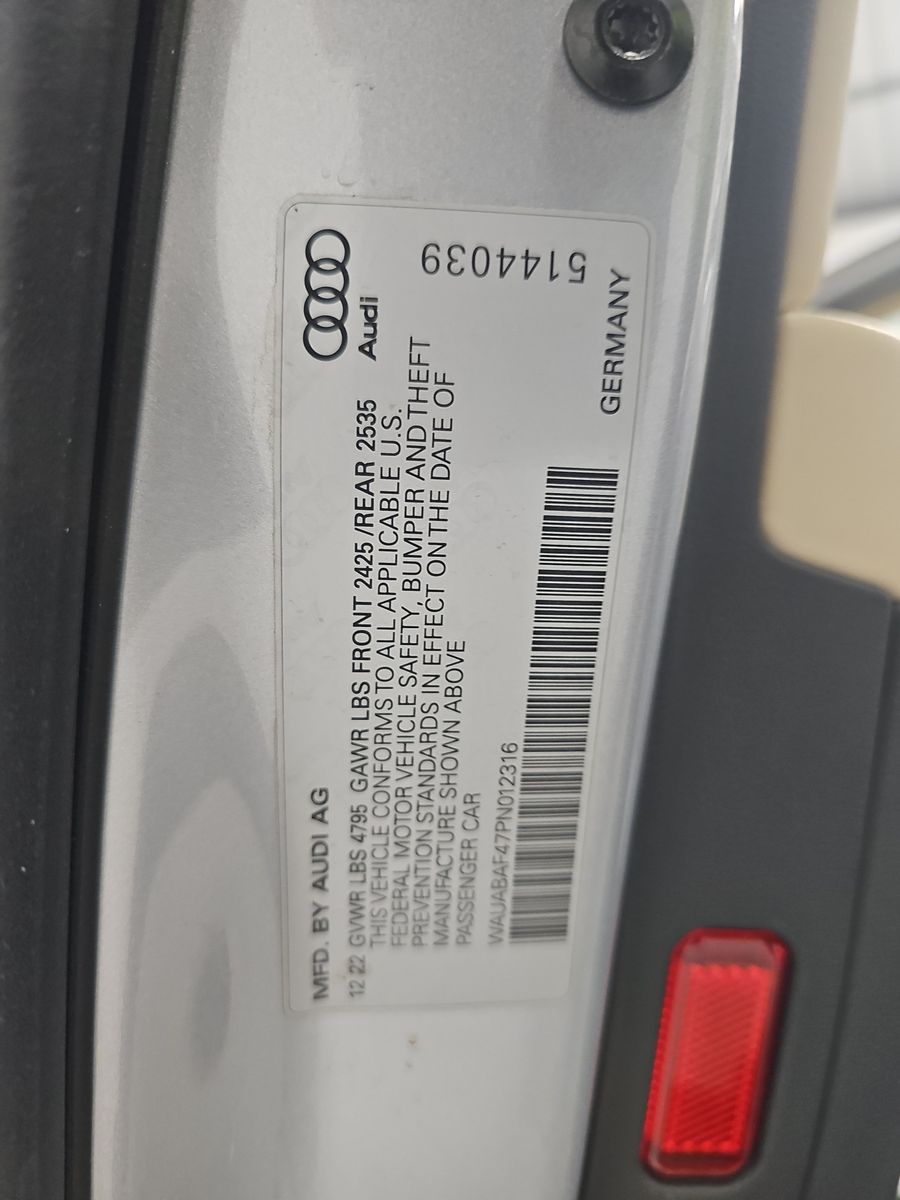 MFD. BY AUDI AG
Audi
12 22 GVWR LBS 4795 GAWR LBS FRONT 2425 /REAR 2535
THIS VEHICLE CONFORMS TO ALL APPLICABLE U.S.
FEDERAL MOTOR VEHICLE SAFETY, BUMPER AND THEFT
PREVENTION STANDARDS IN EFFECT ON THE DATE OF
MANUFACTURE SHOWN ABOVE
PASSENGER CAR
WAUABAF47PN012316
5144039
GERMANY